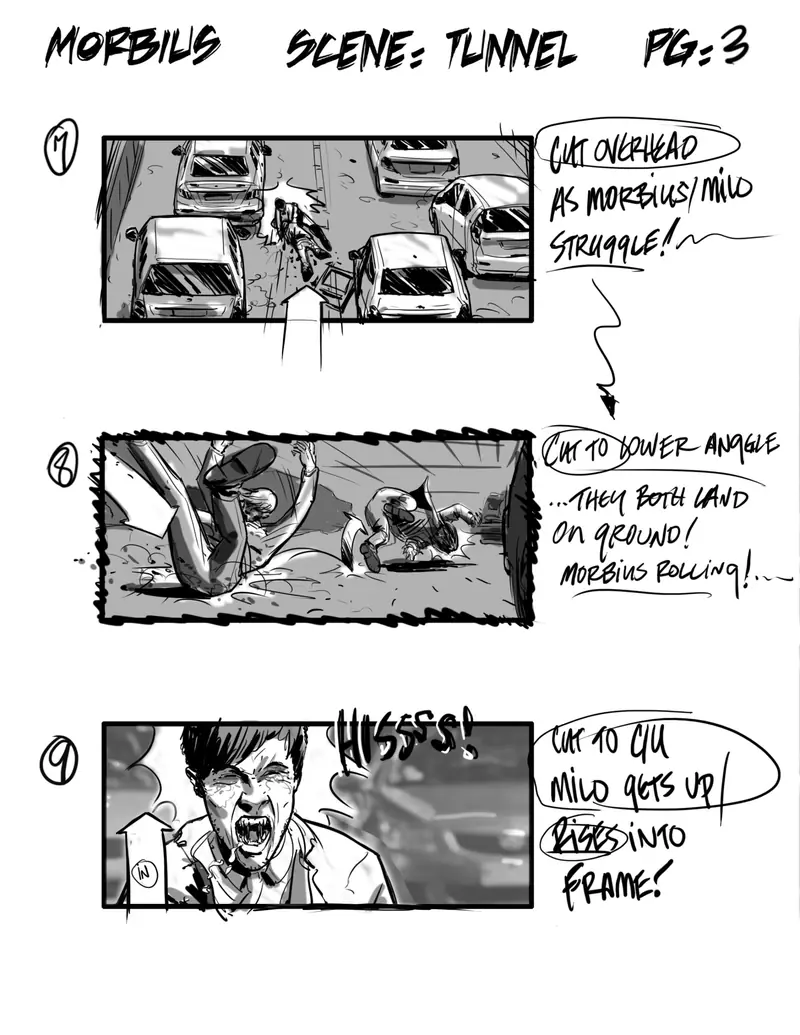 MORBIUS SCENE: TUNNEL PG: 3
7
CUT OVERHEAD
AS MORBIUS/MILO
STRUGGLE!
8
CUT TO LOWER ANGGLE
...THEY BOTH LAND
ON GROUND!
MORBIUS ROLLING!...
9
HISSSS!
IN
CUT TO C/U
MILO GETS UP/
RISES INTO
FRAME!